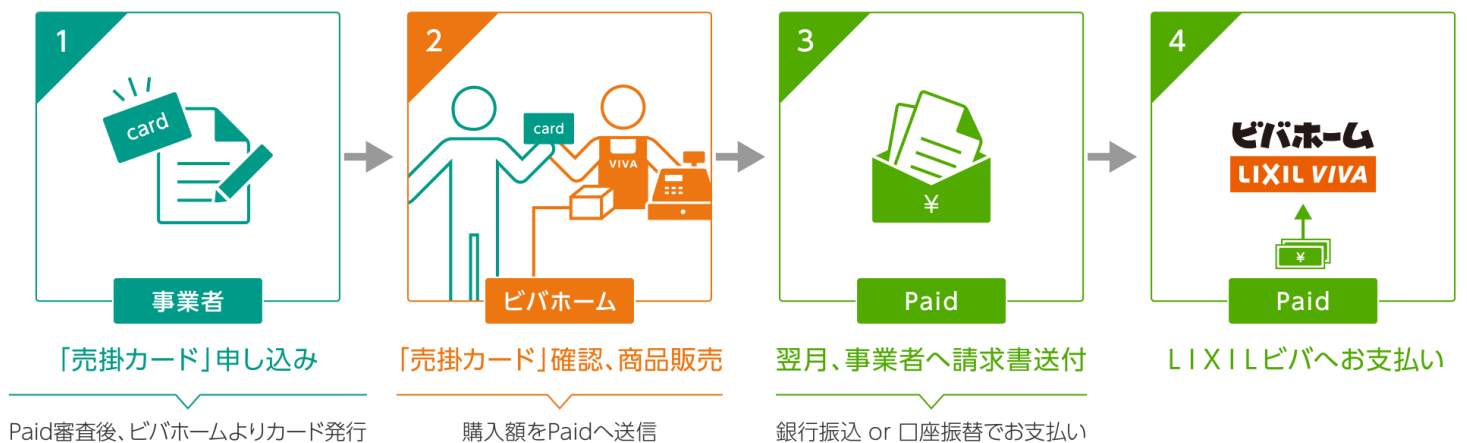 1
card
事業者
「売掛カード」申し込み
Paid審査後、ビバホームよりカード発行
2
card
VIVA
ビバホーム
「売掛カード」確認、商品販売
購入額をPaidへ送信
3
¥
Paid
翌月、事業者へ請求書送付
銀行振込 or 口座振替でお支払い
4
ビバホーム
LIXIL VIVA
¥
Paid
LIXILビバへお支払い